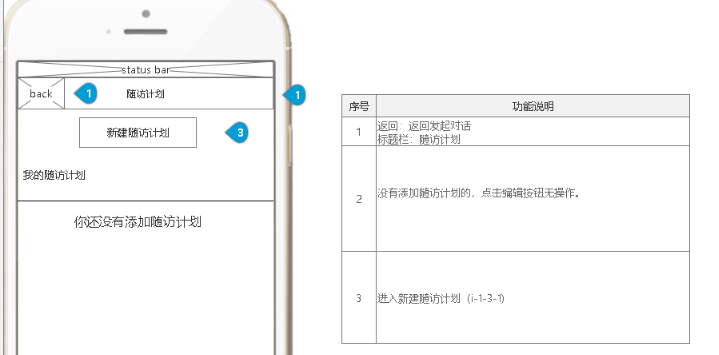 status bar
back
1
随访计划
1
新建随访计划
3
我的随访计划
你还没有添加随访计划
序号 功能说明
1 返回：返回发起对话
标题栏：随访计划
2 没有添加随访计划的，点击编辑按钮无操作。
3 进入新建随访计划（i-1-3-1)